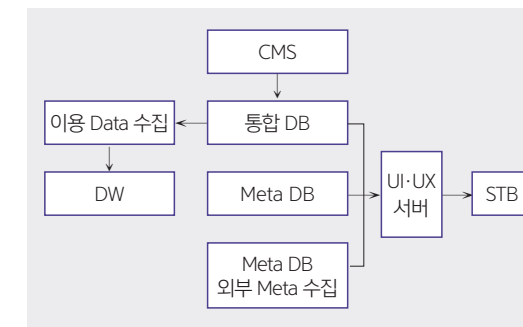 CMS
이용 Data 수집
통합 DB
DW
Meta DB
UI·UX
서버
STB
Meta DB
외부 Meta 수집